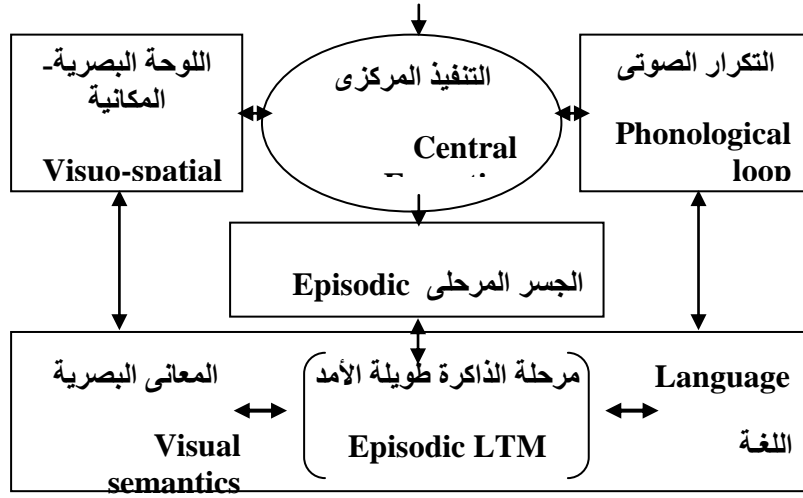 اللوحة البصرية-
المكانية
Visuo-spatial
التنفيذ المركزى
Central
التكرار الصوتى
Phonological
loop
الجسر المرحلى Episodic
المعانى البصرية
Visual
semantics
مرحلة الذاكرة طويلة الأمد
Episodic LTM
Language
اللغة